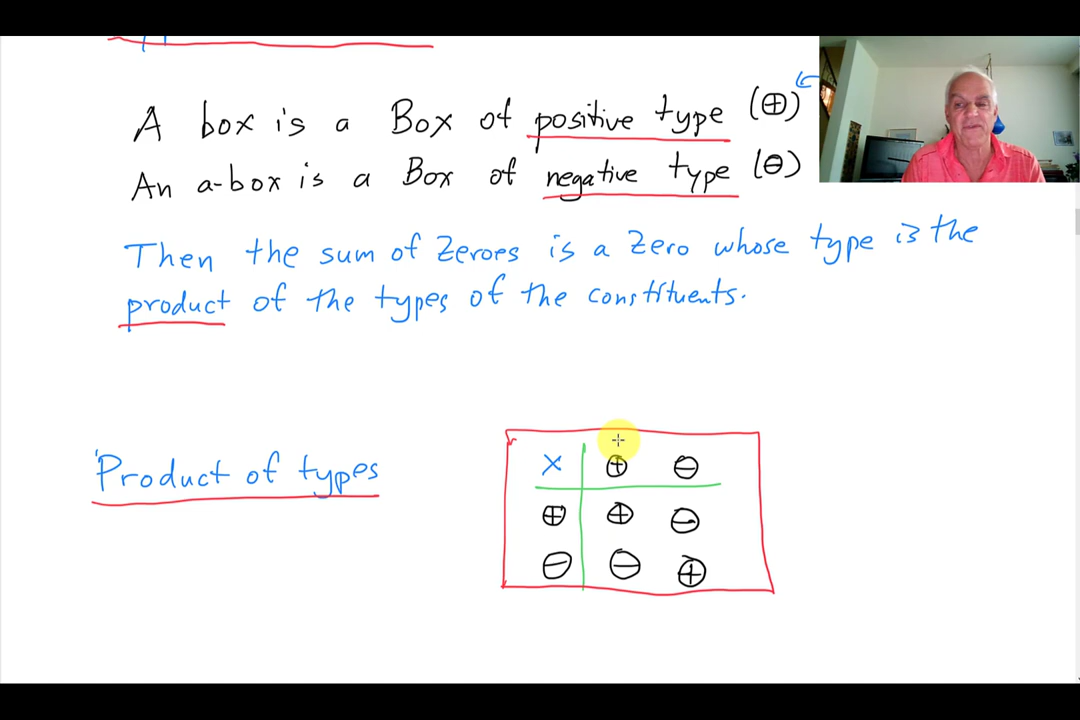 A box is a Box of positive type (⊕)
An a-box is a Box of negative type (⊖)
Then the sum of Zeroes is a Zero whose type is the
product of the types of the constituents.
Product of types
× ⊕ ⊖
⊕ ⊕ ⊖
⊖ ⊖ ⊕